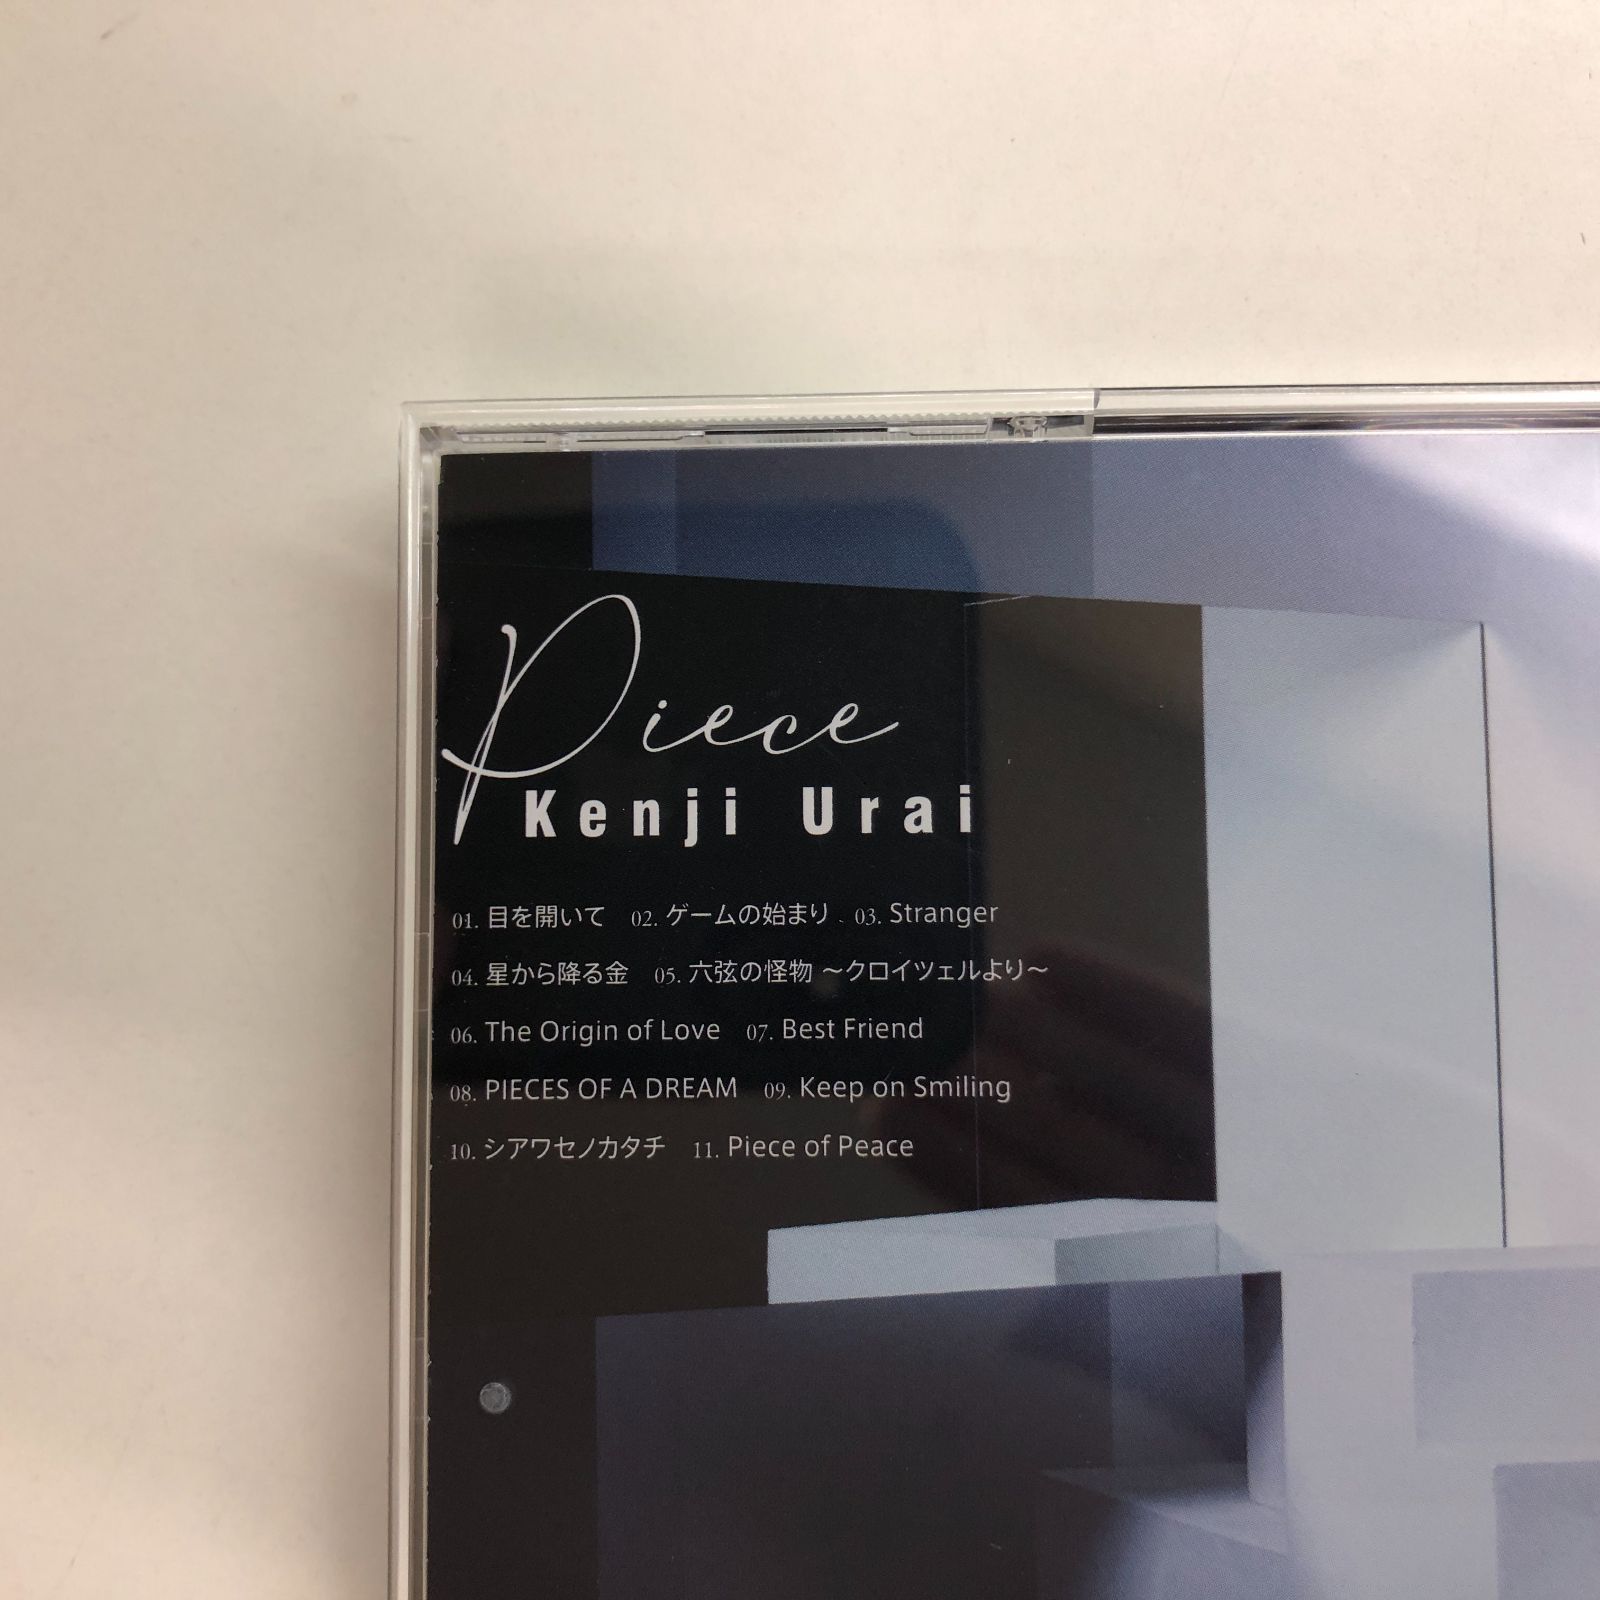 Piece
Kenji Urai
01. 目を開いて 02. ゲームの始まり 03. Stranger
04. 星から降る金 05. 六弦の怪物 〜クロイツェルより〜
06. The Origin of Love 07. Best Friend
08. PIECES OF A DREAM 09. Keep on Smiling
10. シアワセノカタチ 11. Piece of Peace